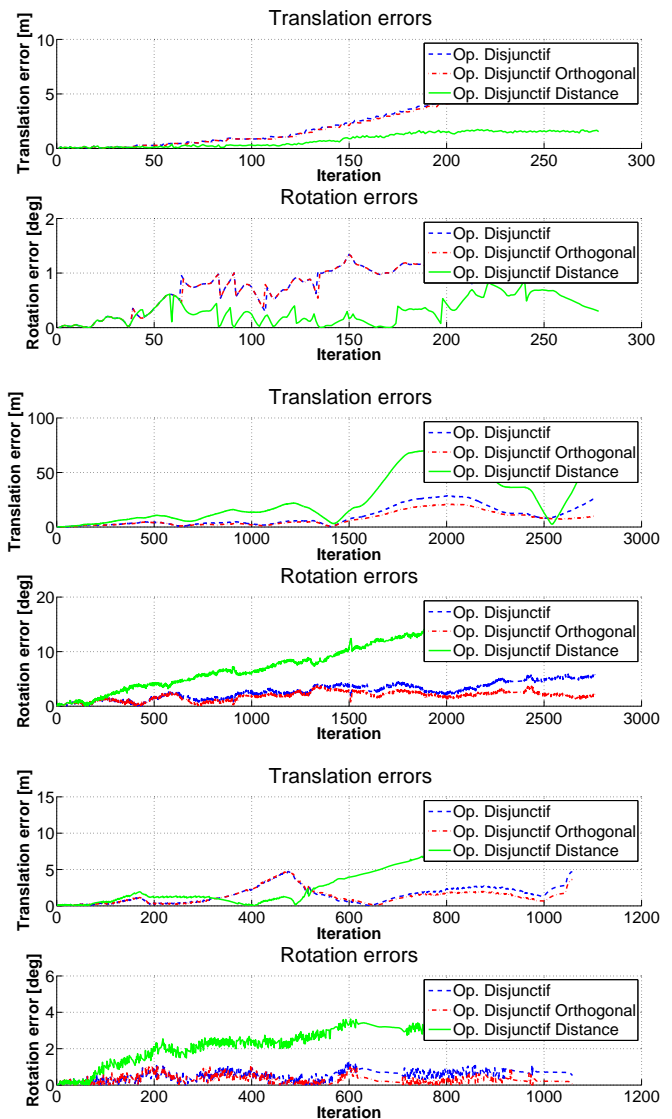 Translation errors
10
Op. Disjunctif
Op. Disjunctif Orthogonal
Op. Disjunctif Distance
5
0
Translation error [m]
0 50 100 150 200 250 300
Iteration
Rotation errors
2
Op. Disjunctif
Op. Disjunctif Orthogonal
Op. Disjunctif Distance
1
0
Rotation error [deg]
0 50 100 150 200 250 300
Iteration
Translation errors
100
Op. Disjunctif
Op. Disjunctif Orthogonal
Op. Disjunctif Distance
50
0
Translation error [m]
0 500 1000 1500 2000 2500 3000
Iteration
Rotation errors
20
Op. Disjunctif
Op. Disjunctif Orthogonal
Op. Disjunctif Distance
10
0
Rotation error [deg]
0 500 1000 1500 2000 2500 3000
Iteration
Translation errors
15
Op. Disjunctif
Op. Disjunctif Orthogonal
Op. Disjunctif Distance
10
5
0
Translation error [m]
0 200 400 600 800 1000 1200
Iteration
Rotation errors
6
Op. Disjunctif
Op. Disjunctif Orthogonal
Op. Disjunctif Distance
4
2
0
Rotation error [deg]
0 200 400 600 800 1000 1200
Iteration